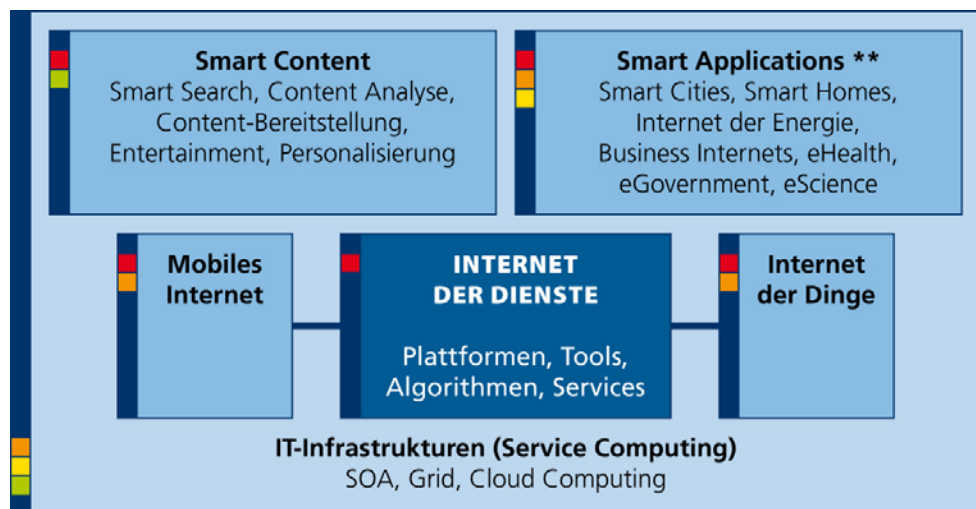 Smart Content
Smart Search, Content Analyse,
Content-Bereitstellung,
Entertainment, Personalisierung
Smart Applications **
Smart Cities, Smart Homes,
Internet der Energie,
Business Internets, eHealth,
eGovernment, eScience
Mobiles
Internet
INTERNET
DER DIENSTE
Plattformen, Tools,
Algorithmen, Services
Internet
der Dinge
IT-Infrastrukturen (Service Computing)
SOA, Grid, Cloud Computing